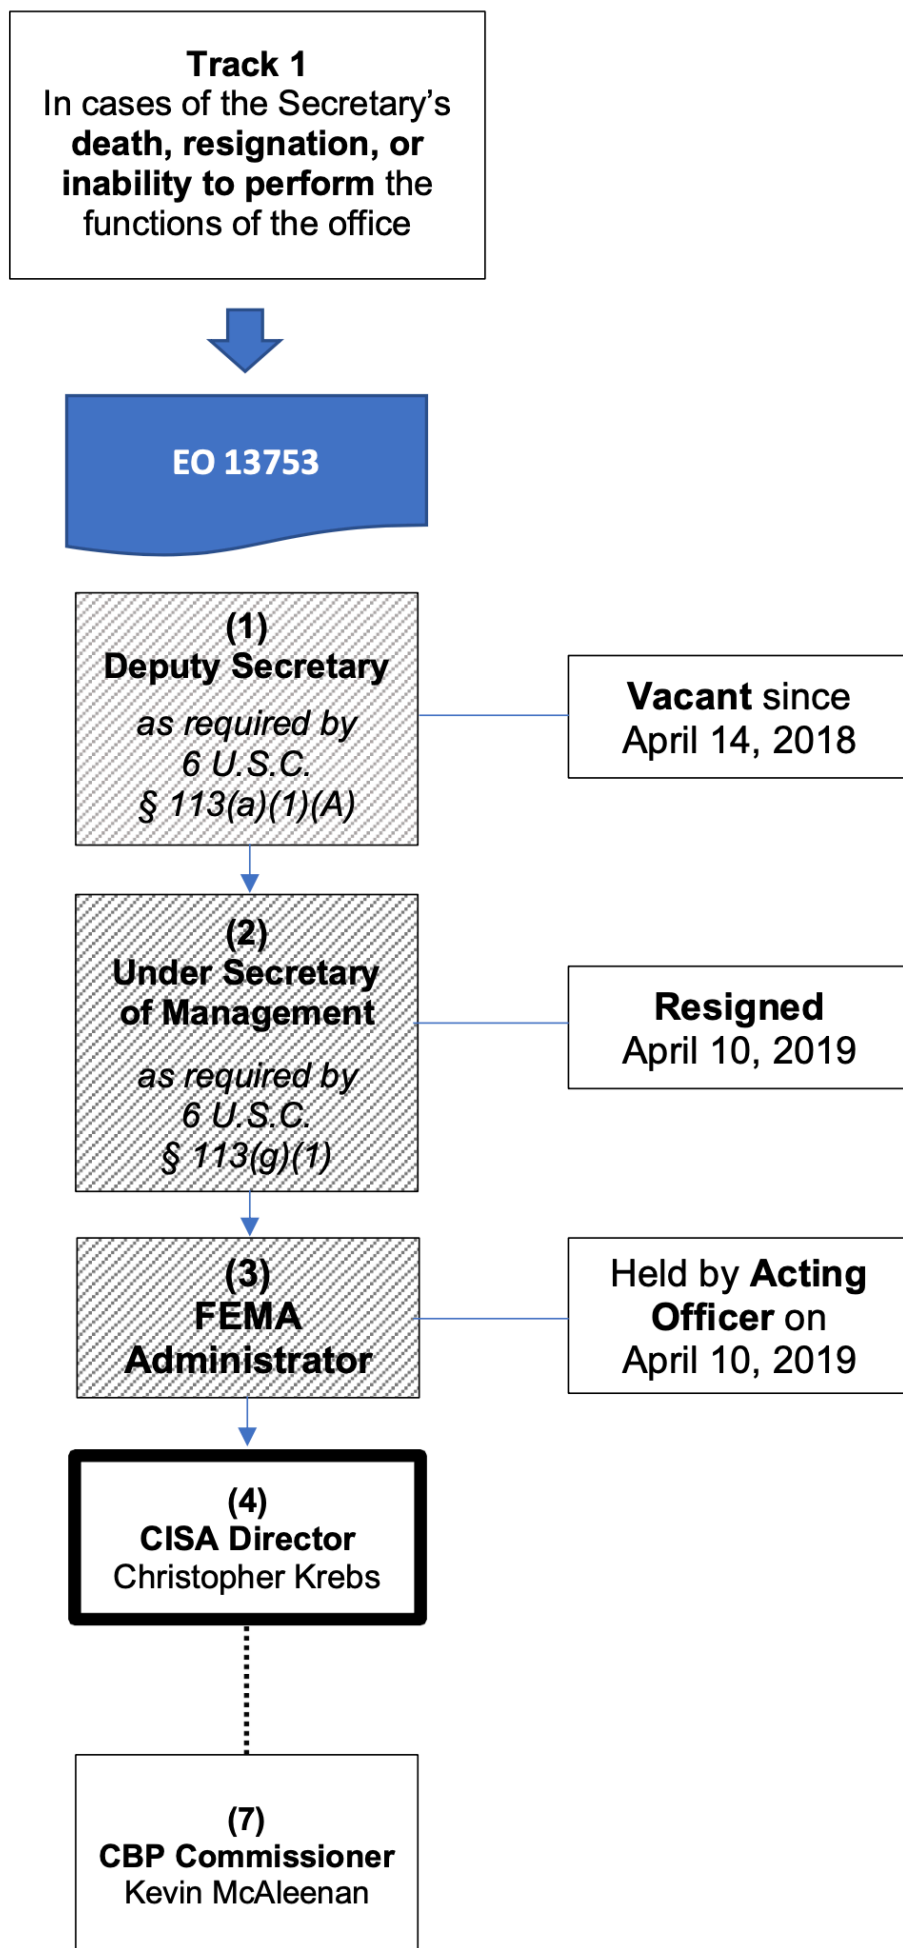 Track 1
In cases of the Secretary’s
death, resignation, or
inability to perform the
functions of the office
EO 13753
(1)
Deputy Secretary
as required by
6 U.S.C.
§ 113(a)(1)(A)
Vacant since
April 14, 2018
(2)
Under Secretary
of Management
as required by
6 U.S.C.
§ 113(g)(1)
Resigned
April 10, 2019
(3)
FEMA
Administrator
Held by Acting
Officer on
April 10, 2019
(4)
CISA Director
Christopher Krebs
(7)
CBP Commissioner
Kevin McAleenan